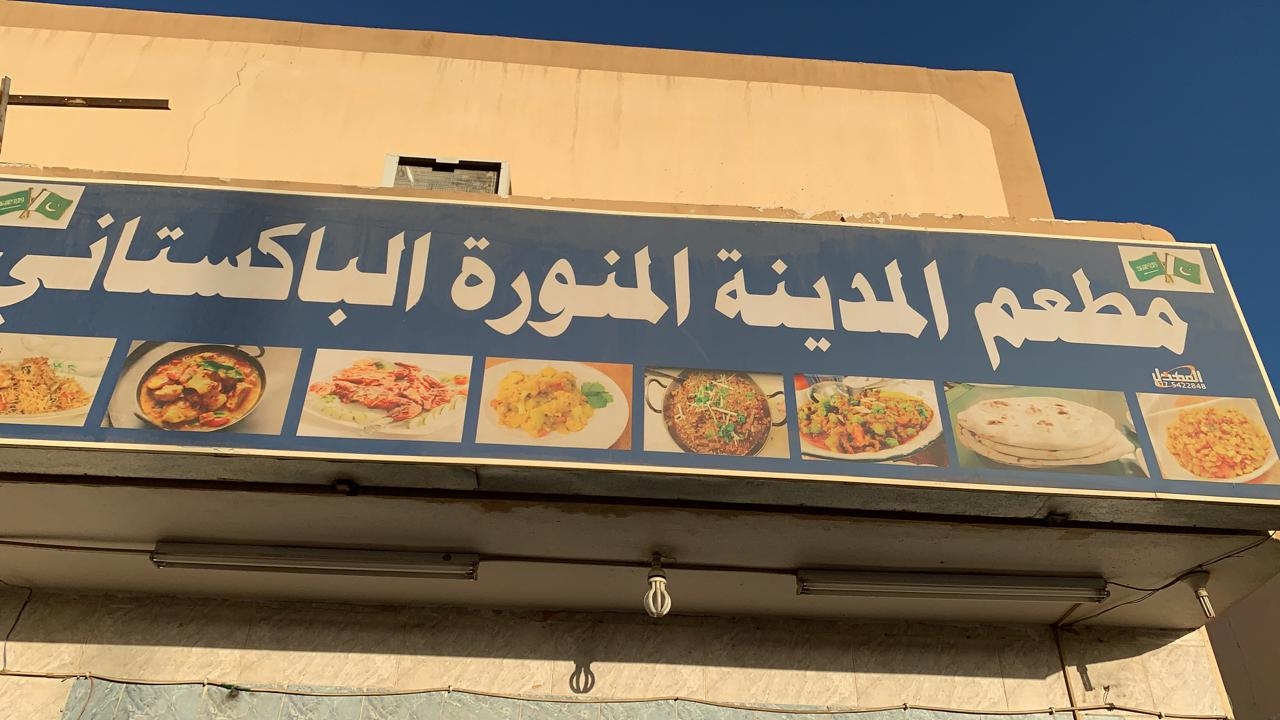 مطعم المدينة المنورة الباكستاني